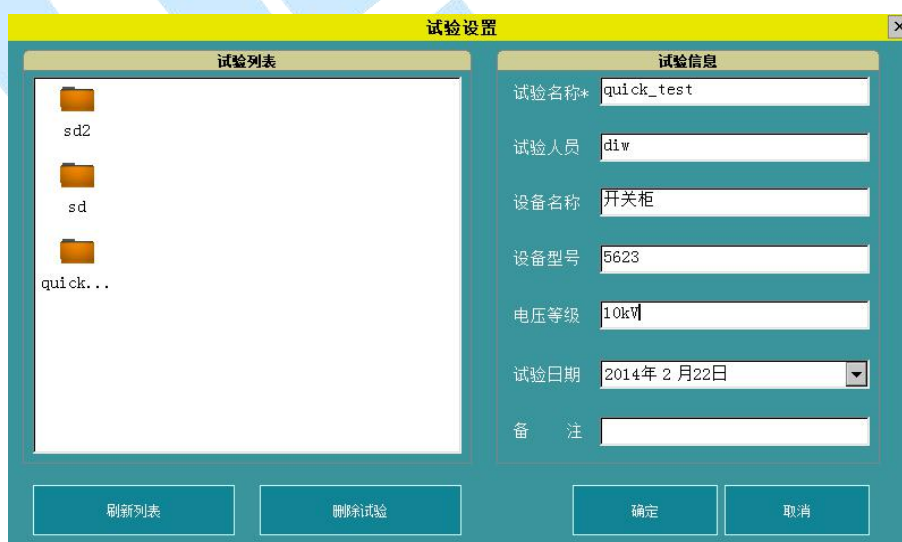 试验设置
试验列表
sd2
sd
quick...
刷新列表
删除试验
试验信息
试验名称* quick_test
试验人员 diw
设备名称 开关柜
设备型号 5623
电压等级 10kV
试验日期 2014年 2 月22日
备 注
确定
取消